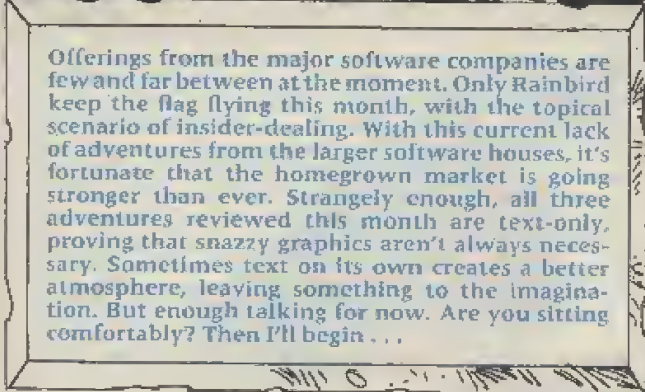 Offerings from the major software companies are
few and far between at the moment. Only Rainbird
keep the flag flying this month, with the topical
scenario of insider-dealing. With this current lack
of adventures from the larger software houses, it's
fortunate that the homegrown market is going
stronger than ever. Strangely enough, all three
adventures reviewed this month are text-only,
proving that snazzy graphics aren't always neces-
sary. Sometimes text on its own creates a better
atmosphere, leaving something to the imagina-
tion. But enough talking for now. Are you sitting
comfortably? Then I'll begin . . .